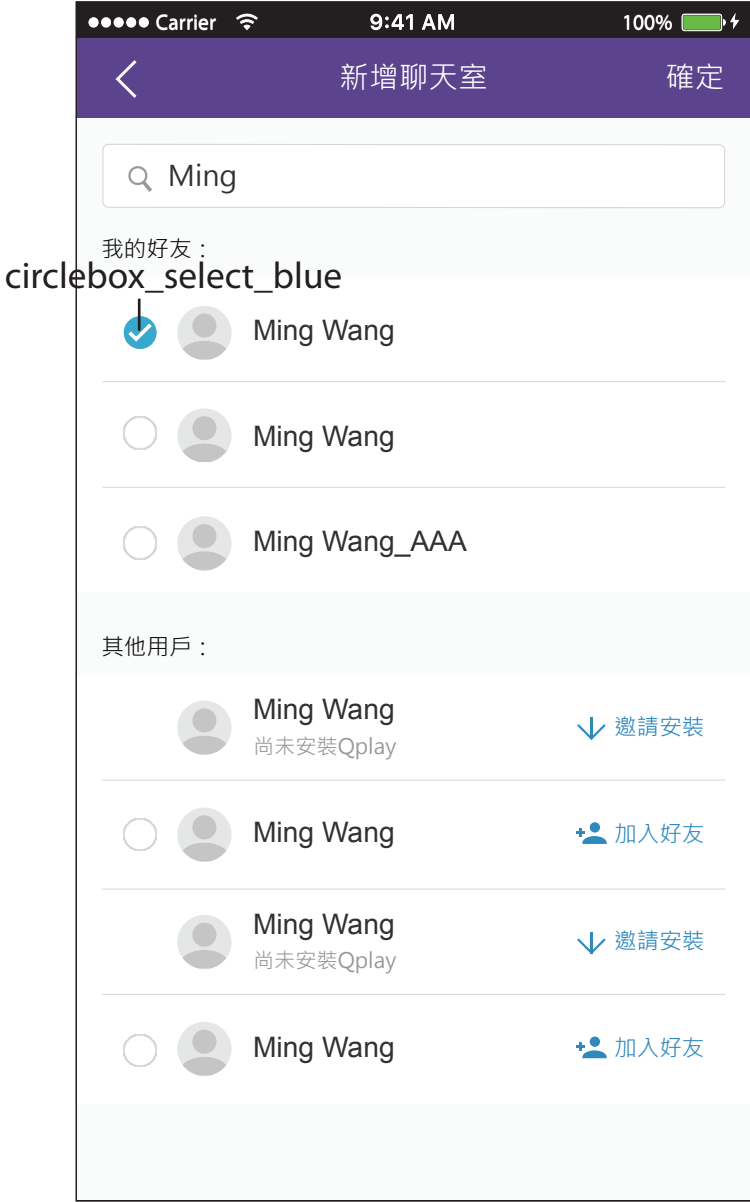 Carrier 9:41 AM 100%
新增聊天室 確定
Ming
我的好友：
circlebox_select_blue
Ming Wang
Ming Wang
Ming Wang_AAA
其他用戶：
Ming Wang
尚未安裝Qplay
邀請安裝
Ming Wang 加入好友
Ming Wang
尚未安裝Qplay
邀請安裝
Ming Wang 加入好友